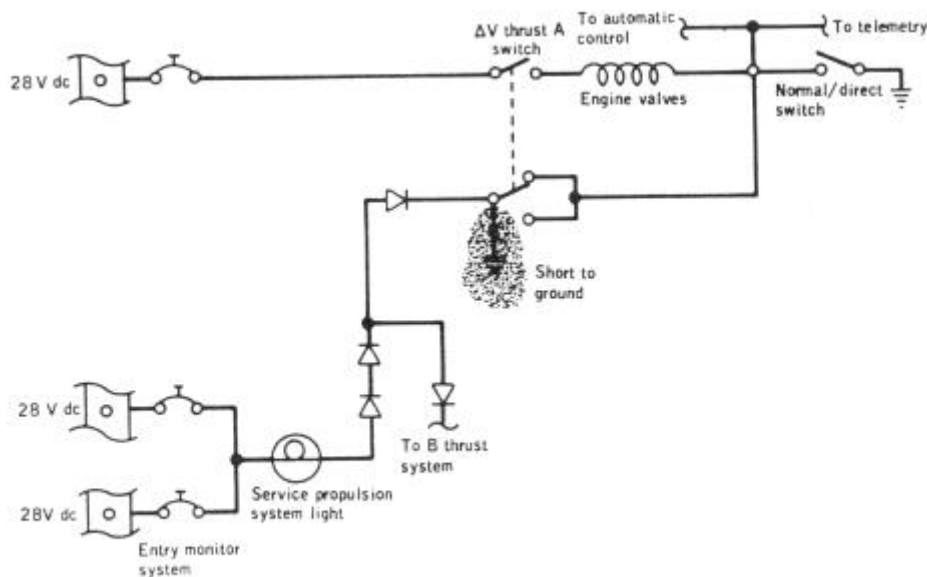 To automatic
control
To telemetry
ΔV thrust A
switch
28V dc
Engine valves
Normal/direct
switch
Short to
ground
28 V dc
To B thrust
system
Service propulsion
system light
28V dc
Entry monitor
system